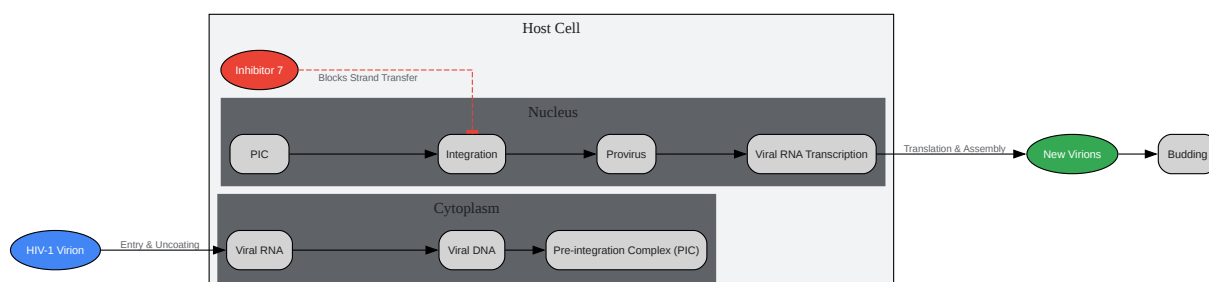 Host Cell
Inhibitor 7
Blocks Strand Transfer
Nucleus
PIC
Integration
Provirus
Viral RNA Transcription
Translation & Assembly
New Virions
Budding
Cytoplasm
HIV-1 Virion
Entry & Uncoating
Viral RNA
Viral DNA
Pre-integration Complex (PIC)